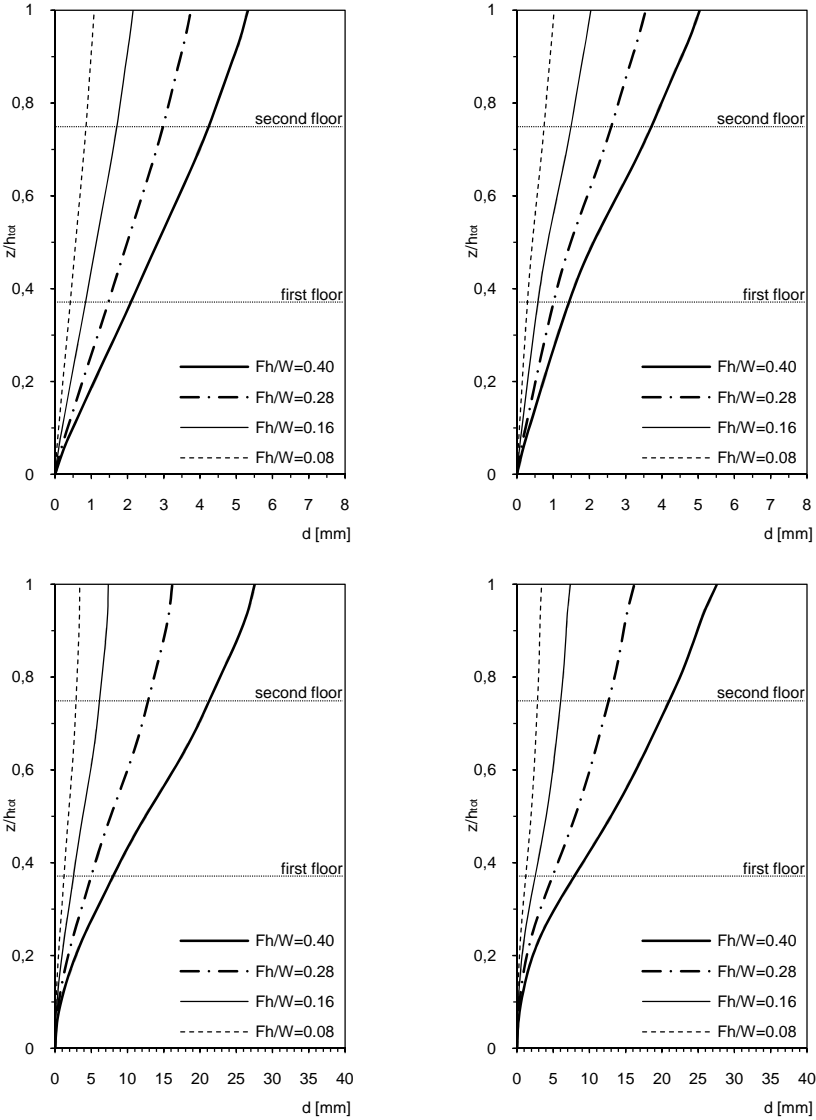 1
0,8
0,6
0,4
0,2
0
z/htot
second floor
first floor
Fh/W=0.40
Fh/W=0.28
Fh/W=0.16
Fh/W=0.08
0 1 2 3 4 5 6 7 8
d [mm]
1
0,8
0,6
0,4
0,2
0
z/htot
second floor
first floor
Fh/W=0.40
Fh/W=0.28
Fh/W=0.16
Fh/W=0.08
0 1 2 3 4 5 6 7 8
d [mm]
1
0,8
0,6
0,4
0,2
0
z/htot
second floor
first floor
Fh/W=0.40
Fh/W=0.28
Fh/W=0.16
Fh/W=0.08
0 5 10 15 20 25 30 35 40
d [mm]
1
0,8
0,6
0,4
0,2
0
z/htot
second floor
first floor
Fh/W=0.40
Fh/W=0.28
Fh/W=0.16
Fh/W=0.08
0 5 10 15 20 25 30 35 40
d [mm]